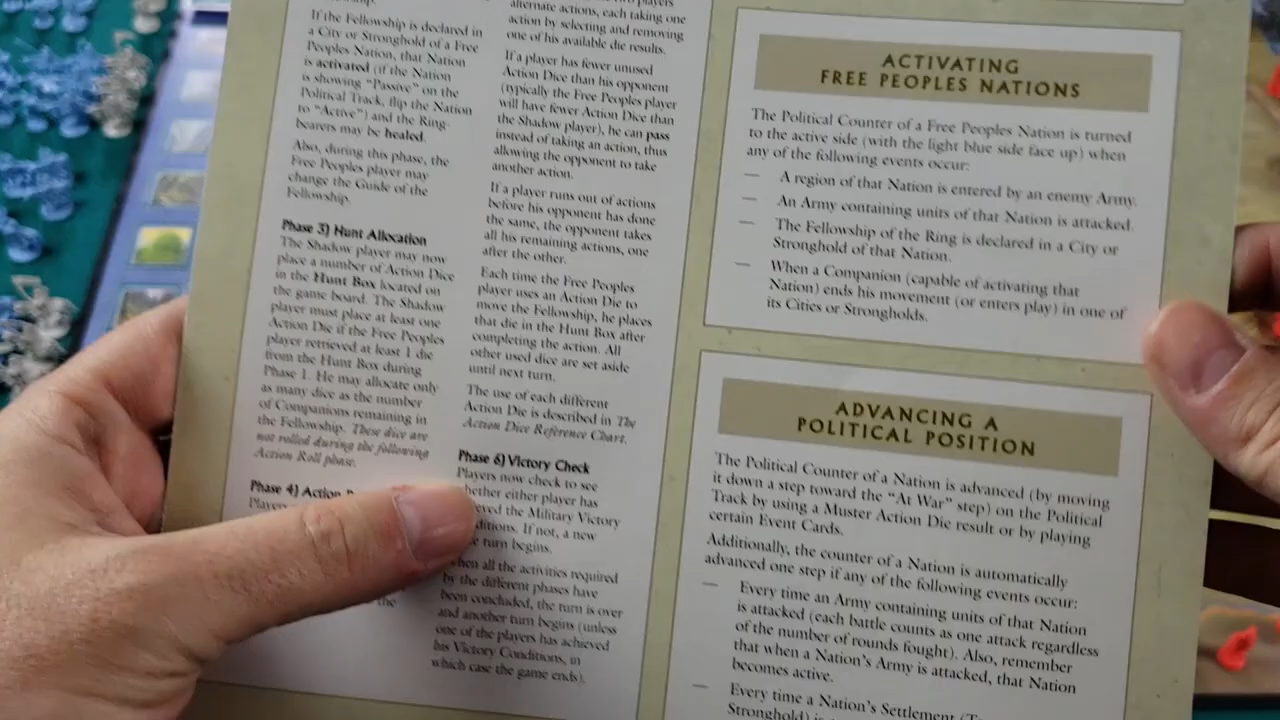 If the Fellowship is declared in
a City or Stronghold of a Free
Peoples Nation, that Nation
is activated (if the Nation
is showing "Passive" on the
Political Track, flip the Nation
to "Active") and the Ring-
bearers may be healed.
Also, during this phase, the
Free Peoples player may
change the Guide of the
Fellowship.
Phase 3) Hunt Allocation
The Shadow player may now
place a number of Action Dice
in the Hunt Box located on
the game board. The Shadow
player must place at least one
Action Die if the Free Peoples
player retrieved at least 1 die
from the Hunt Box during
Phase 1. He may allocate only
as many dice as the number
of Companions remaining in
the Fellowship. These dice are
not rolled during the following
Action Roll phase.
Phase 4) Action
the
alternate actions, each taking one
action by selecting and removing
one of his available die results.
If a player has fewer unused
Action Dice than his opponent
(typically the Free Peoples player
will have fewer Action Dice than
the Shadow player), he can pass
instead of taking an action, thus
allowing the opponent to take
another action.
If a player runs out of actions
before his opponent has done
the same, the opponent takes
all his remaining actions, one
after the other.
Each time the Free Peoples
player uses an Action Die to
move the Fellowship, he places
that die in the Hunt Box after
completing the action. All
other used dice are set aside
until next turn.
The use of each different
Action Die is described in The
Action Dice Reference Chart.
Phase 6) Victory Check
Players now check to see
whether either player has
the Military Victory
If not, a new
turn begins.
When all the activities required
by the different phases have
been concluded, the turn is over
and another turn begins (unless
one of the players has achieved
his Victory Conditions, in
which case the game ends).
ACTIVATING
FREE PEOPLES NATIONS
The Political Counter of a Free Peoples Nation is turned
to the active side (with the light blue side face up) when
any of the following events occur:
— A region of that Nation is entered by an enemy Army.
— An Army containing units of that Nation is attacked.
— The Fellowship of the Ring is declared in a City or
Stronghold of that Nation.
— When a Companion (capable of activating that
Nation) ends his movement (or enters play) in one of
its Cities or Strongholds.
ADVANCING A
POLITICAL POSITION
The Political Counter of a Nation is advanced (by moving
it down a step toward the "At War" step) on the Political
Track by using a Muster Action Die result or by playing
certain Event Cards.
Additionally, the counter of a Nation is automatically
advanced one step if any of the following events occur:
— Every time an Army containing units of that Nation
is attacked (each battle counts as one attack regardless
of the number of rounds fought). Also, remember
that when a Nation's Army is attacked, that Nation
becomes active.
— Every time a Nation's Settlement
Stronghold)